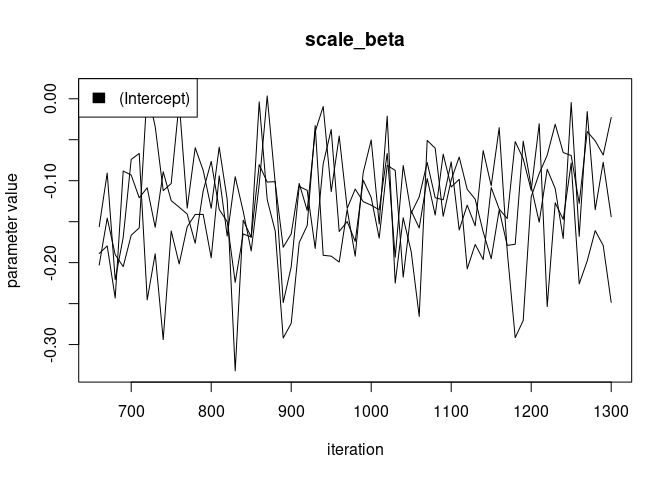 scale_beta
(Intercept)
0.00
-0.10
-0.20
-0.30
parameter value
700 800 900 1000 1100 1200 1300
iteration